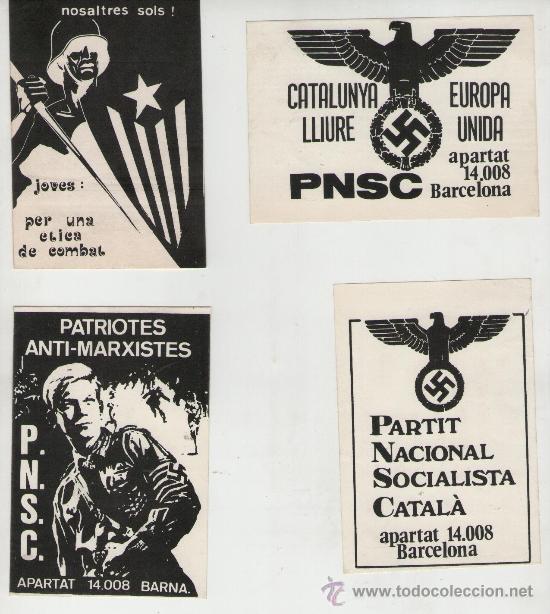 nosaltres sols !
joves :
per una
etica
de combat
CATALUNYA EUROPA
LLIURE UNIDA
PNSC
apartat
14.008
Barcelona
PATRIOTES
ANTI-MARXISTES
P.
N.
S.
C.
APARTAT 14.008 BARNA.
PARTIT
NACIONAL
SOCIALISTA
CATALÀ
apartat 14.008
Barcelona
www.todocoleccion.net